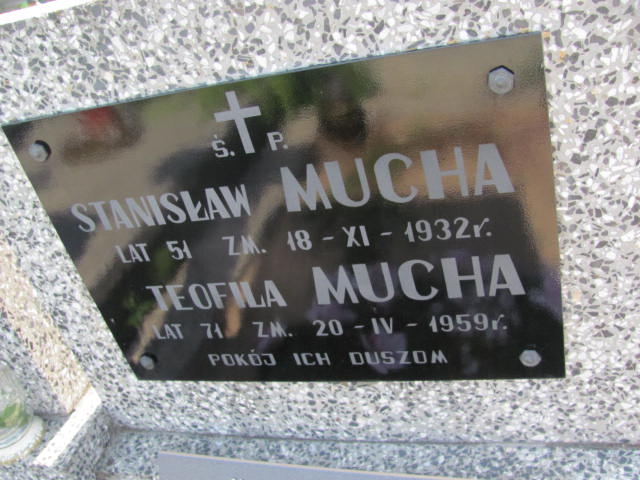 Ś. P.
STANISŁAW MUCHA
LAT 51 ZM. 18 - XI - 1932 r.
TEOFILA MUCHA
LAT 71 ZM. 20 - IV - 1959 r.
POKÓJ ICH DUSZOM